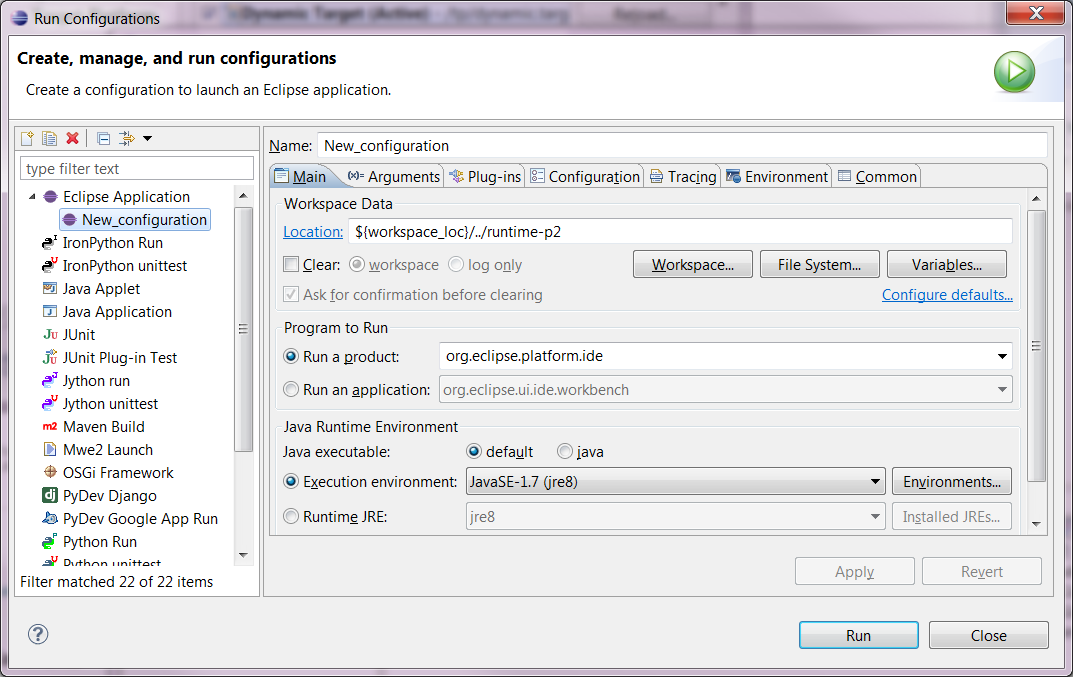 Run Configurations
Create, manage, and run configurations
Create a configuration to launch an Eclipse application.
type filter text
Eclipse Application
New_configuration
IronPython Run
IronPython unittest
Java Applet
Java Application
JUnit
JUnit Plug-in Test
Jython run
Jython unittest
Maven Build
Mwe2 Launch
OSGi Framework
PyDev Django
PyDev Google App Run
Python Run
Python unittest
Filter matched 22 of 22 items
Name: New_configuration
Main (x)= Arguments Plug-ins Configuration Tracing Environment Common
Workspace Data
Location: ${workspace_loc}/../runtime-p2
Clear: workspace log only Workspace... File System... Variables...
Ask for confirmation before clearing Configure defaults...
Program to Run
Run a product: org.eclipse.platform.ide
Run an application: org.eclipse.ui.ide.workbench
Java Runtime Environment
Java executable: default java
Execution environment: JavaSE-1.7 (jre8) Environments...
Runtime JRE: jre8 Installed JREs...
Apply Revert
Run Close